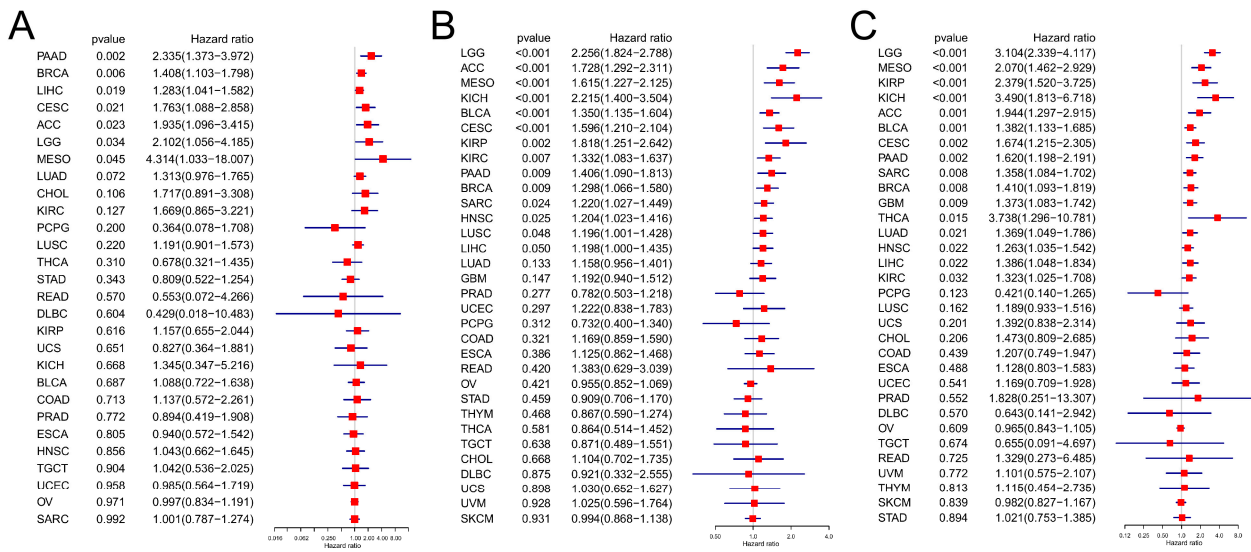 A
pvalue Hazard ratio
PAAD 0.002 2.335(1.373−3.972)
BRCA 0.006 1.408(1.103−1.798)
LIHC 0.019 1.283(1.041−1.582)
CESC 0.021 1.763(1.088−2.858)
ACC 0.023 1.935(1.096−3.415)
LGG 0.034 2.102(1.056−4.185)
MESO 0.045 4.314(1.033−18.007)
LUAD 0.072 1.313(0.976−1.765)
CHOL 0.106 1.717(0.891−3.308)
KIRC 0.127 1.669(0.865−3.221)
PCPG 0.200 0.364(0.078−1.708)
LUSC 0.220 1.191(0.901−1.573)
THCA 0.310 0.678(0.321−1.435)
STAD 0.343 0.809(0.522−1.254)
READ 0.570 0.553(0.072−4.266)
DLBC 0.604 0.429(0.018−10.483)
KIRP 0.616 1.157(0.655−2.044)
UCS 0.651 0.827(0.364−1.881)
KICH 0.668 1.345(0.347−5.216)
BLCA 0.687 1.088(0.722−1.638)
COAD 0.713 1.137(0.572−2.261)
PRAD 0.772 0.894(0.419−1.908)
ESCA 0.805 0.940(0.572−1.542)
HNSC 0.856 1.043(0.662−1.645)
TGCT 0.904 1.042(0.536−2.025)
UCEC 0.958 0.985(0.564−1.719)
OV 0.971 0.997(0.834−1.191)
SARC 0.992 1.001(0.787−1.274)
0.016 0.062 0.250 1.00 2.00 4.00 8.00
Hazard ratio
B
pvalue Hazard ratio
LGG <0.001 2.256(1.824−2.788)
ACC <0.001 1.728(1.292−2.311)
MESO <0.001 1.615(1.227−2.125)
KICH <0.001 2.215(1.400−3.504)
BLCA <0.001 1.350(1.135−1.604)
CESC <0.001 1.596(1.210−2.104)
KIRP 0.002 1.818(1.251−2.642)
KIRC 0.007 1.332(1.083−1.637)
PAAD 0.009 1.406(1.090−1.813)
BRCA 0.009 1.298(1.066−1.580)
SARC 0.024 1.220(1.027−1.449)
HNSC 0.025 1.204(1.023−1.416)
LUSC 0.048 1.196(1.001−1.428)
LIHC 0.050 1.198(1.000−1.435)
LUAD 0.133 1.158(0.956−1.401)
GBM 0.147 1.192(0.940−1.512)
PRAD 0.277 0.782(0.503−1.218)
UCEC 0.297 1.222(0.838−1.783)
PCPG 0.312 0.732(0.400−1.340)
COAD 0.321 1.169(0.859−1.590)
ESCA 0.386 1.125(0.862−1.468)
READ 0.420 1.383(0.629−3.039)
OV 0.421 0.955(0.852−1.069)
STAD 0.459 0.909(0.706−1.170)
THYM 0.468 0.867(0.590−1.274)
THCA 0.581 0.864(0.514−1.452)
TGCT 0.638 0.871(0.489−1.551)
CHOL 0.668 1.104(0.702−1.735)
DLBC 0.875 0.921(0.332−2.555)
UCS 0.898 1.030(0.652−1.627)
UVM 0.928 1.025(0.596−1.764)
SKCM 0.931 0.994(0.868−1.138)
0.50 1.0 2.0 4.0
Hazard ratio
C
pvalue Hazard ratio
LGG <0.001 3.104(2.339−4.117)
MESO <0.001 2.070(1.462−2.929)
KIRP <0.001 2.379(1.520−3.725)
KICH <0.001 3.490(1.813−6.718)
ACC 0.001 1.944(1.297−2.915)
BLCA 0.001 1.382(1.133−1.685)
CESC 0.002 1.674(1.215−2.305)
PAAD 0.002 1.620(1.198−2.191)
SARC 0.008 1.358(1.084−1.702)
BRCA 0.008 1.410(1.093−1.819)
GBM 0.009 1.373(1.083−1.742)
THCA 0.015 3.738(1.296−10.781)
LUAD 0.021 1.369(1.049−1.786)
HNSC 0.022 1.263(1.035−1.542)
LIHC 0.022 1.386(1.048−1.834)
KIRC 0.032 1.323(1.025−1.708)
PCPG 0.123 0.421(0.140−1.265)
LUSC 0.162 1.189(0.933−1.516)
UCS 0.201 1.392(0.838−2.314)
CHOL 0.206 1.473(0.809−2.685)
COAD 0.439 1.207(0.749−1.947)
ESCA 0.488 1.128(0.803−1.583)
UCEC 0.541 1.169(0.709−1.928)
PRAD 0.552 1.828(0.251−13.307)
DLBC 0.570 0.643(0.141−2.942)
OV 0.609 0.965(0.843−1.105)
TGCT 0.674 0.655(0.091−4.697)
READ 0.725 1.329(0.273−6.485)
UVM 0.772 1.101(0.575−2.107)
THYM 0.813 1.115(0.454−2.736)
SKCM 0.839 0.982(0.827−1.167)
STAD 0.894 1.021(0.753−1.385)
0.12 0.25 0.50 1.0 2.0 4.0 8.0
Hazard ratio